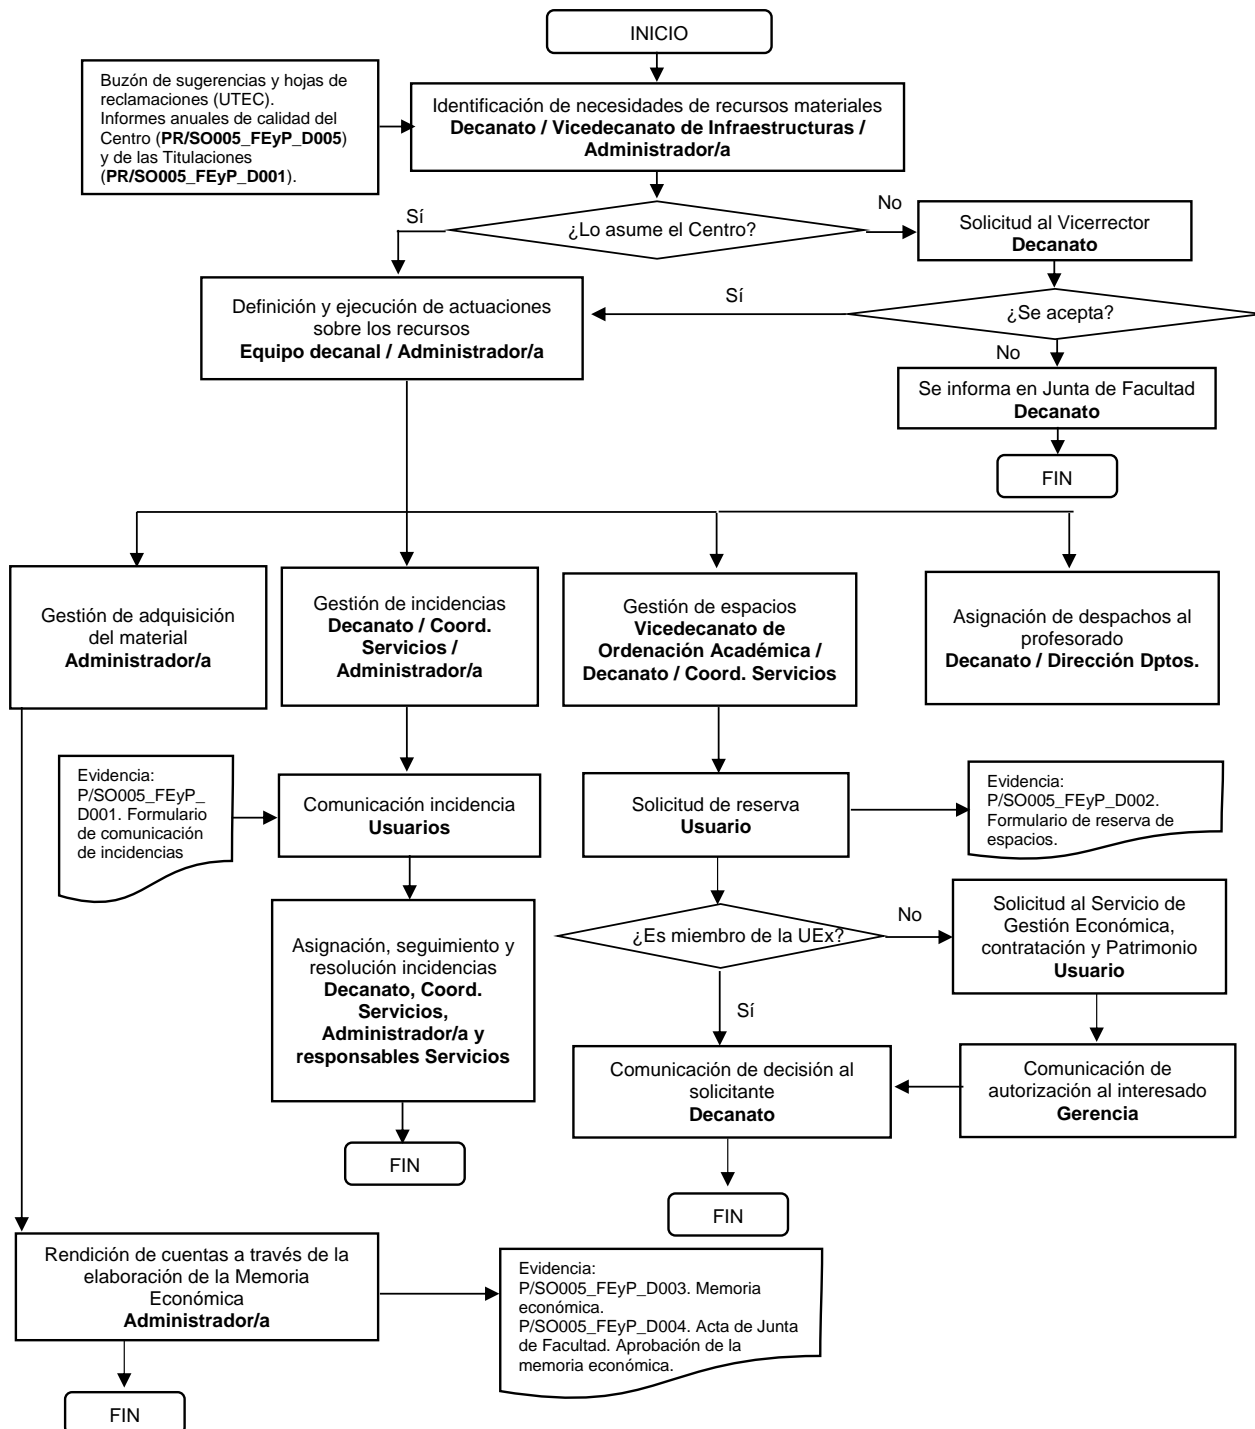 INICIO
Buzón de sugerencias y hojas de
reclamaciones (UTEC).
Informes anuales de calidad del
Centro (PR/SO005_FEyP_D005)
y de las Titulaciones
(PR/SO005_FEyP_D001).
Identificación de necesidades de recursos materiales
Decanato / Vicedecanato de Infraestructuras /
Administrador/a
Sí
¿Lo asume el Centro?
No
Solicitud al Vicerrector
Decanato
Definición y ejecución de actuaciones
sobre los recursos
Equipo decanal / Administrador/a
Sí
¿Se acepta?
No
Se informa en Junta de Facultad
Decanato
FIN
Gestión de adquisición
del material
Administrador/a
Gestión de incidencias
Decanato / Coord.
Servicios /
Administrador/a
Gestión de espacios
Vicedecanato de
Ordenación Académica /
Decanato / Coord. Servicios
Asignación de despachos al
profesorado
Decanato / Dirección Dptos.
Evidencia:
P/SO005_FEyP_
D001. Formulario
de comunicación
de incidencias
Comunicación incidencia
Usuarios
Solicitud de reserva
Usuario
Evidencia:
P/SO005_FEyP_D002.
Formulario de reserva de
espacios.
Asignación, seguimiento y
resolución incidencias
Decanato, Coord.
Servicios,
Administrador/a y
responsables Servicios
¿Es miembro de la UEx?
No
Solicitud al Servicio de
Gestión Económica,
contratación y Patrimonio
Usuario
Sí
Comunicación de decisión al
solicitante
Decanato
Comunicación de
autorización al interesado
Gerencia
FIN
FIN
Rendición de cuentas a través de la
elaboración de la Memoria
Económica
Administrador/a
Evidencia:
P/SO005_FEyP_D003. Memoria
económica.
P/SO005_FEyP_D004. Acta de Junta
de Facultad. Aprobación de la
memoria económica.
FIN